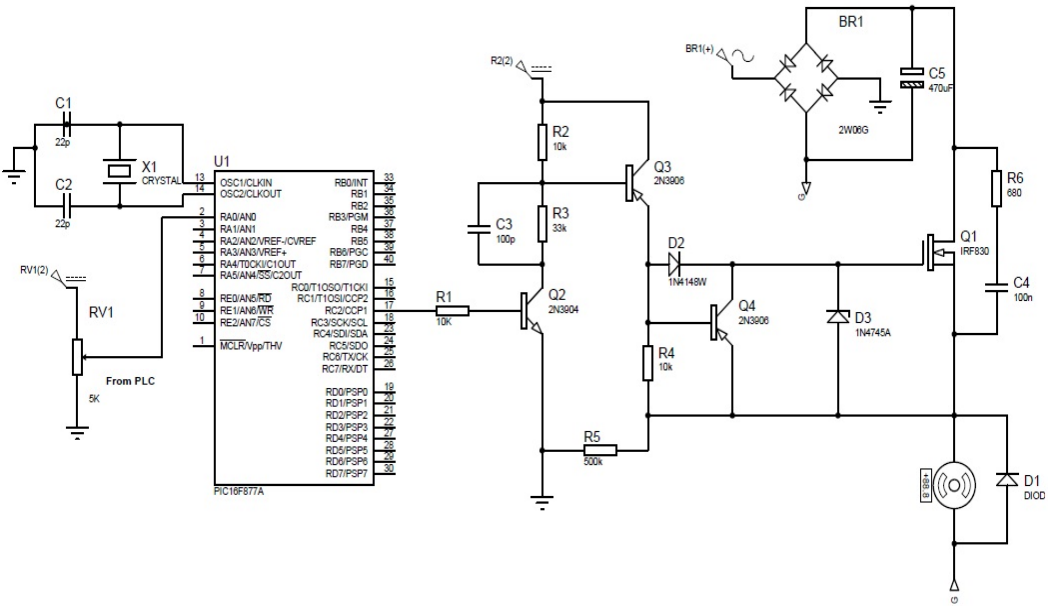 BR1
BR1(+)
2W06G
C5
470uF
R2(2)
R2
10k
C1
22p
X1
CRYSTAL
C2
22p
Q3
2N3906
R3
33k
C3
100p
R6
680
Q1
IRF830
C4
100n
G
U1
13 OSC1/CLKIN RB0/INT 33
14 OSC2/CLKOUT RB1 34
RB2 35
2 RA0/AN0 RB3/PGM 36
3 RA1/AN1 RB4 37
4 RA2/AN2/VREF-/CVREF RB5 38
5 RA3/AN3/VREF+ RB6/PGC 39
6 RA4/T0CKI/C1OUT RB7/PGD 40
7 RA5/AN4/SS/C2OUT
RC0/T1OSO/T1CKI 15
8 RE0/AN5/RD RC1/T1OSI/CCP2 16
9 RE1/AN6/WR RC2/CCP1 17
10 RE2/AN7/CS RC3/SCK/SCL 18
RC4/SDI/SDA 23
1 MCLR/Vpp/THV RC5/SDO 24
RC6/TX/CK 25
RC7/RX/DT 26
RD0/PSP0 19
RD1/PSP1 20
RD2/PSP2 21
RD3/PSP3 22
RD4/PSP4 27
RD5/PSP5 28
RD6/PSP6 29
RD7/PSP7 30
PIC16F877A
RV1(2)
RV1
From PLC
5K
R1
10K
Q2
2N3904
D2
1N4148W
Q4
2N3906
D3
1N4745A
R4
10k
R5
500k
+88.8
D1
DIOD
G